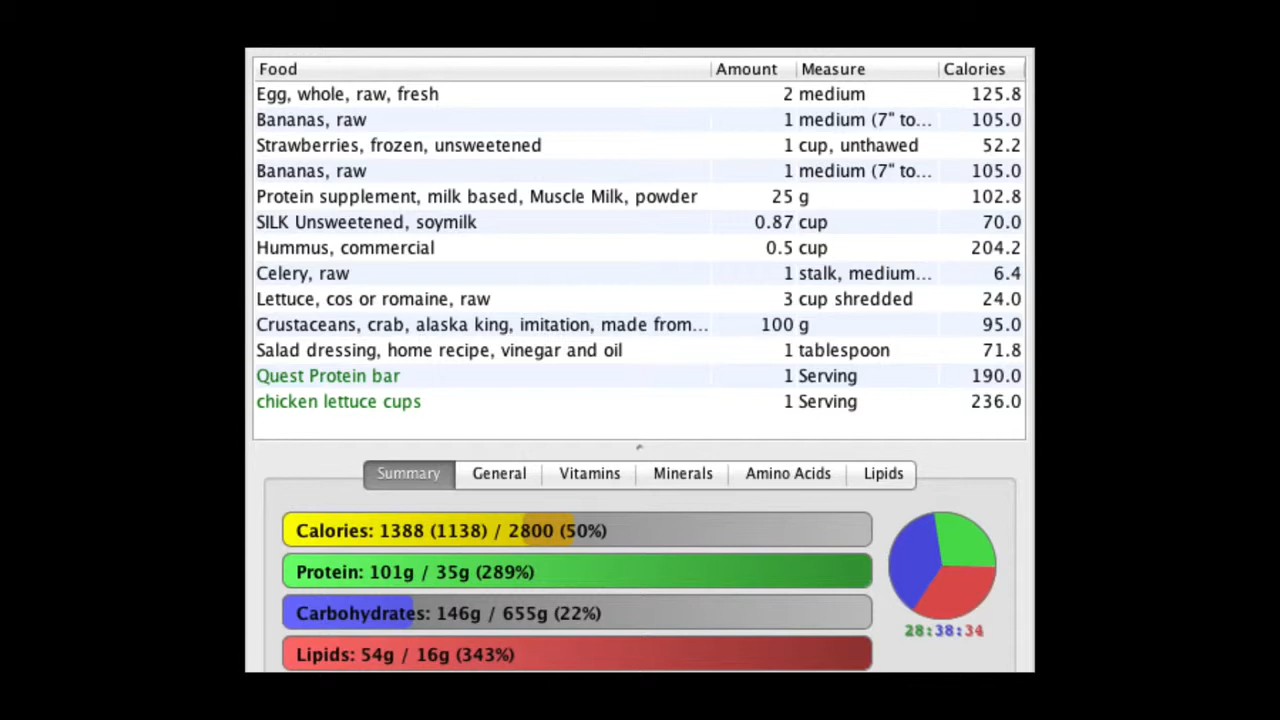 Food Amount Measure Calories
Egg, whole, raw, fresh 2 medium 125.8
Bananas, raw 1 medium (7" to... 105.0
Strawberries, frozen, unsweetened 1 cup, unthawed 52.2
Bananas, raw 1 medium (7" to... 105.0
Protein supplement, milk based, Muscle Milk, powder 25 g 102.8
SILK Unsweetened, soymilk 0.87 cup 70.0
Hummus, commercial 0.5 cup 204.2
Celery, raw 1 stalk, medium... 6.4
Lettuce, cos or romaine, raw 3 cup shredded 24.0
Crustaceans, crab, alaska king, imitation, made from... 100 g 95.0
Salad dressing, home recipe, vinegar and oil 1 tablespoon 71.8
Quest Protein bar 1 Serving 190.0
chicken lettuce cups 1 Serving 236.0
Summary General Vitamins Minerals Amino Acids Lipids
Calories: 1388 (1138) / 2800 (50%)
Protein: 101g / 35g (289%)
Carbohydrates: 146g / 655g (22%)
28:38:34
Lipids: 54g / 16g (343%)